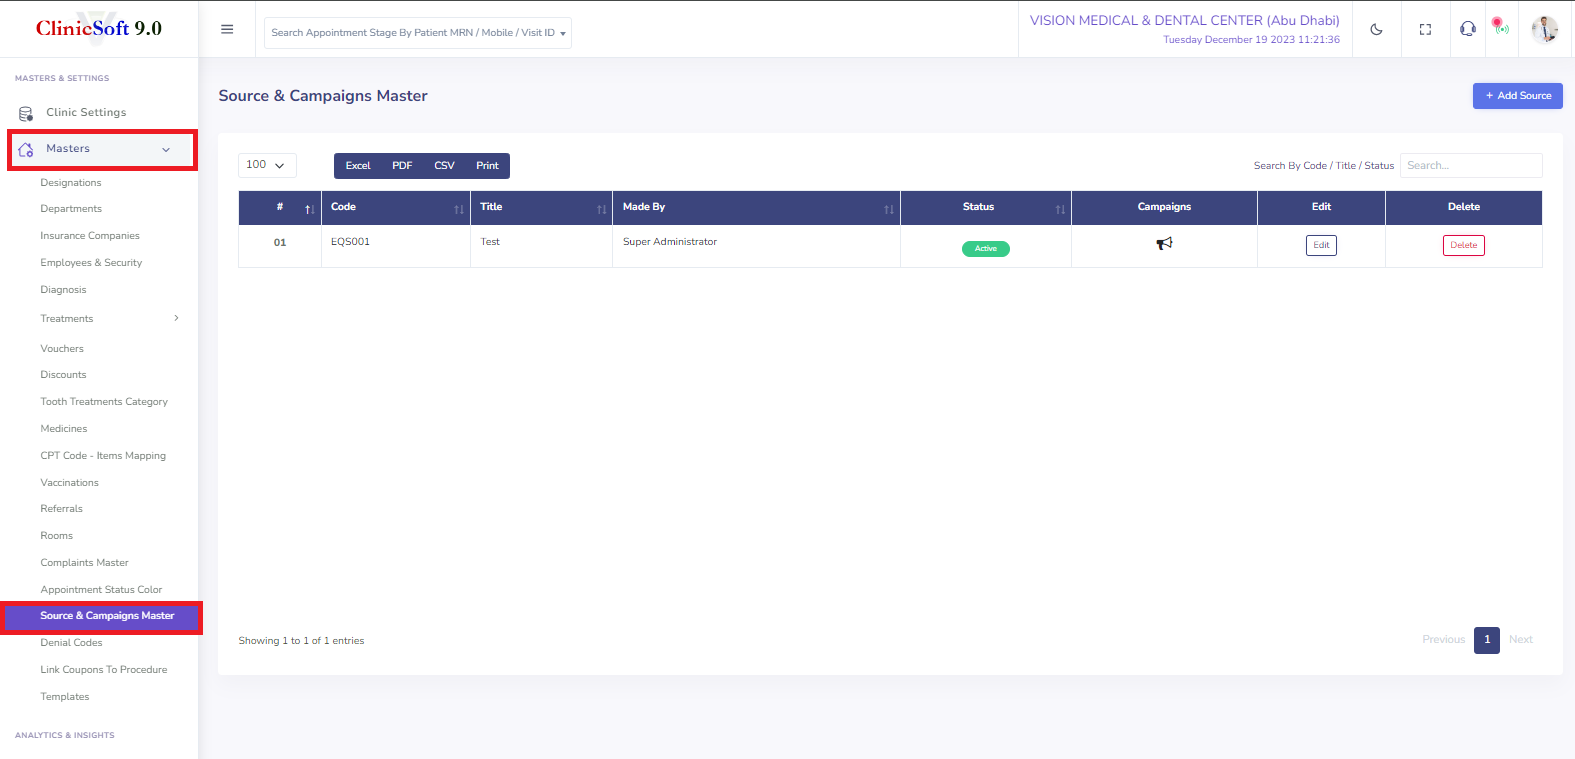 ClinicSoft 9.0
Search Appointment Stage By Patient MRN / Mobile / Visit ID
VISION MEDICAL & DENTAL CENTER (Abu Dhabi)
Tuesday December 19 2023 11:21:36
MASTERS & SETTINGS
Clinic Settings
Masters
Designations
Departments
Insurance Companies
Employees & Security
Diagnosis
Treatments
Vouchers
Discounts
Tooth Treatments Category
Medicines
CPT Code - Items Mapping
Vaccinations
Referrals
Rooms
Complaints Master
Appointment Status Color
Source & Campaigns Master
Denial Codes
Link Coupons To Procedure
Templates
ANALYTICS & INSIGHTS
Source & Campaigns Master
+ Add Source
100
Excel PDF CSV Print
Search By Code / Title / Status Search...
# Code Title Made By Status Campaigns Edit Delete
01 EQS001 Test Super Administrator Active Edit Delete
Showing 1 to 1 of 1 entries
Previous 1 Next